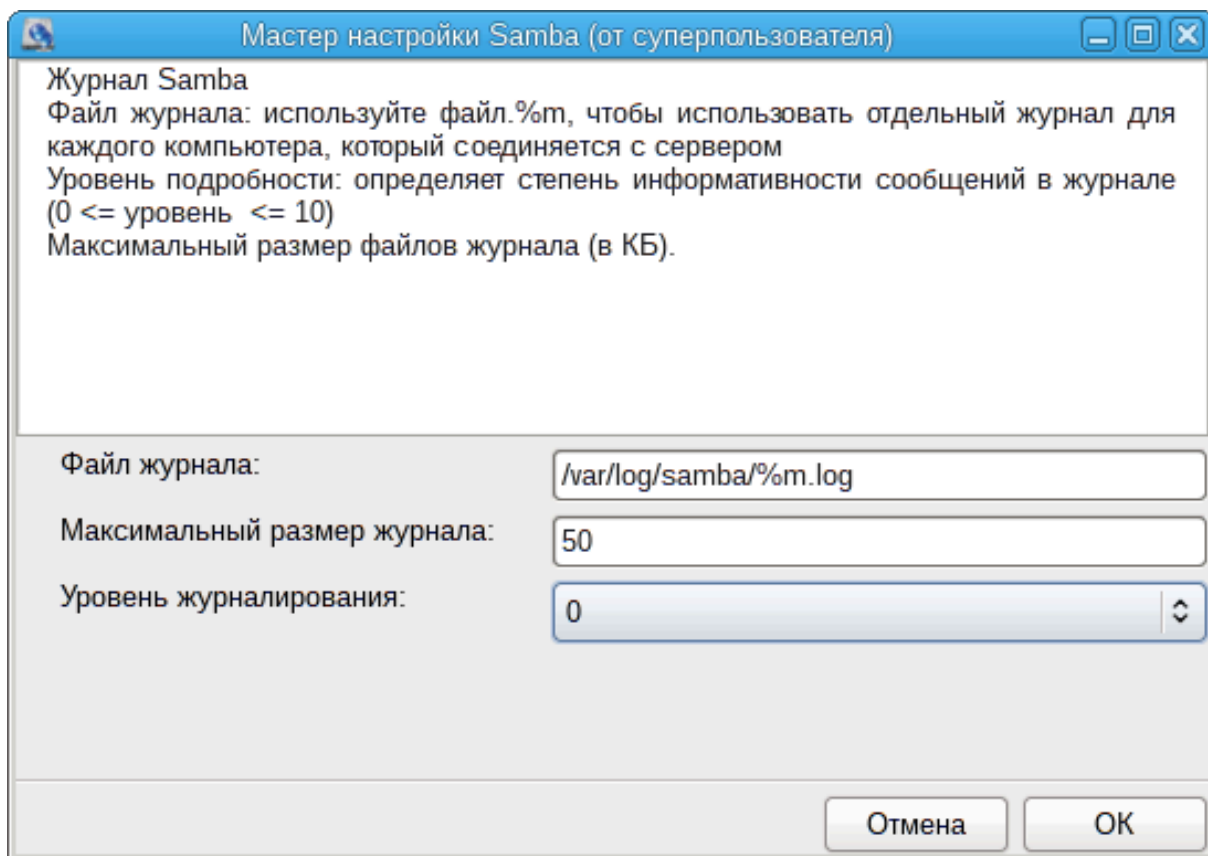 Мастер настройки Samba (от суперпользователя)
Журнал Samba
Файл журнала: используйте файл.%m, чтобы использовать отдельный журнал для
каждого компьютера, который соединяется с сервером
Уровень подробности: определяет степень информативности сообщений в журнале
(0 <= уровень  <= 10)
Максимальный размер файлов журнала (в КБ).
Файл журнала:
/var/log/samba/%m.log
Максимальный размер журнала:
50
Уровень журналирования:
0
Отмена
ОК